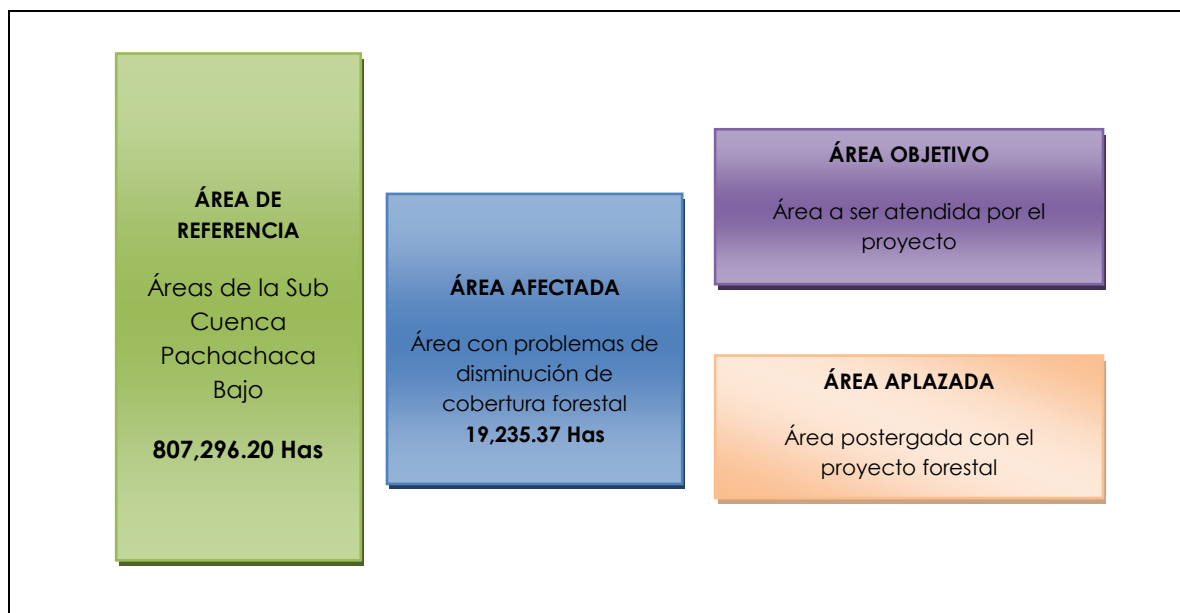 ÁREA DE
REFERENCIA
Áreas de la Sub
Cuenca
Pachachaca
Bajo
807,296.20 Has
ÁREA AFECTADA
Área con problemas de
disminución de
cobertura forestal
19,235.37 Has
ÁREA OBJETIVO
Área a ser atendida por el
proyecto
ÁREA APLAZADA
Área postergada con el
proyecto forestal